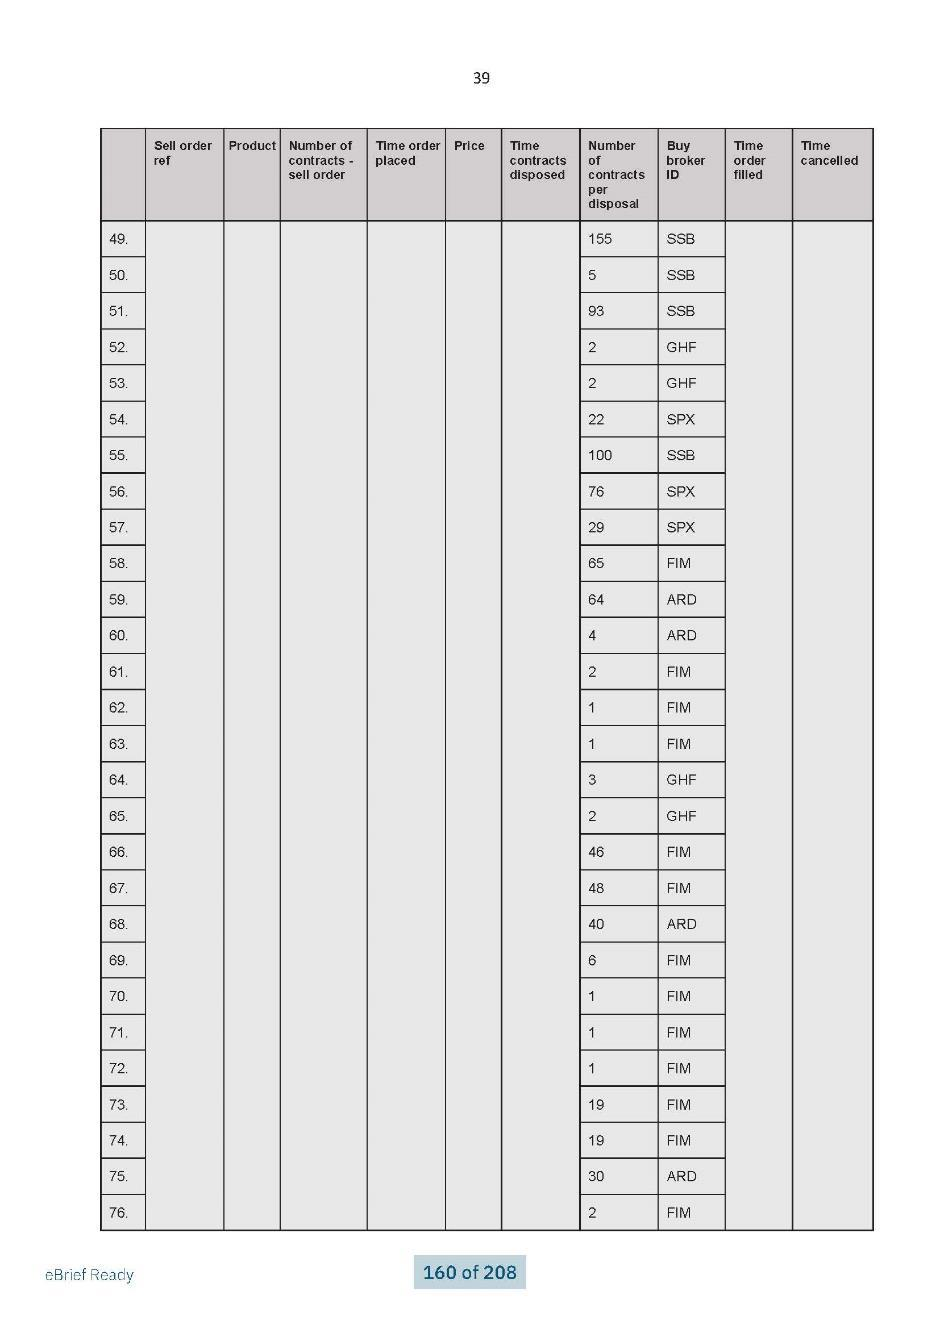 39
Sell order ref | Product | Number of contracts - sell order | Time order placed | Price | Time contracts disposed | Number of contracts per disposal | Buy broker ID | Time order filled | Time cancelled
49. 155 SSB
50. 5 SSB
51. 93 SSB
52. 2 GHF
53. 2 GHF
54. 22 SPX
55. 100 SSB
56. 76 SPX
57. 29 SPX
58. 65 FIM
59. 64 ARD
60. 4 ARD
61. 2 FIM
62. 1 FIM
63. 1 FIM
64. 3 GHF
65. 2 GHF
66. 46 FIM
67. 48 FIM
68. 40 ARD
69. 6 FIM
70. 1 FIM
71. 1 FIM
72. 1 FIM
73. 19 FIM
74. 19 FIM
75. 30 ARD
76. 2 FIM
eBrief Ready
160 of 208